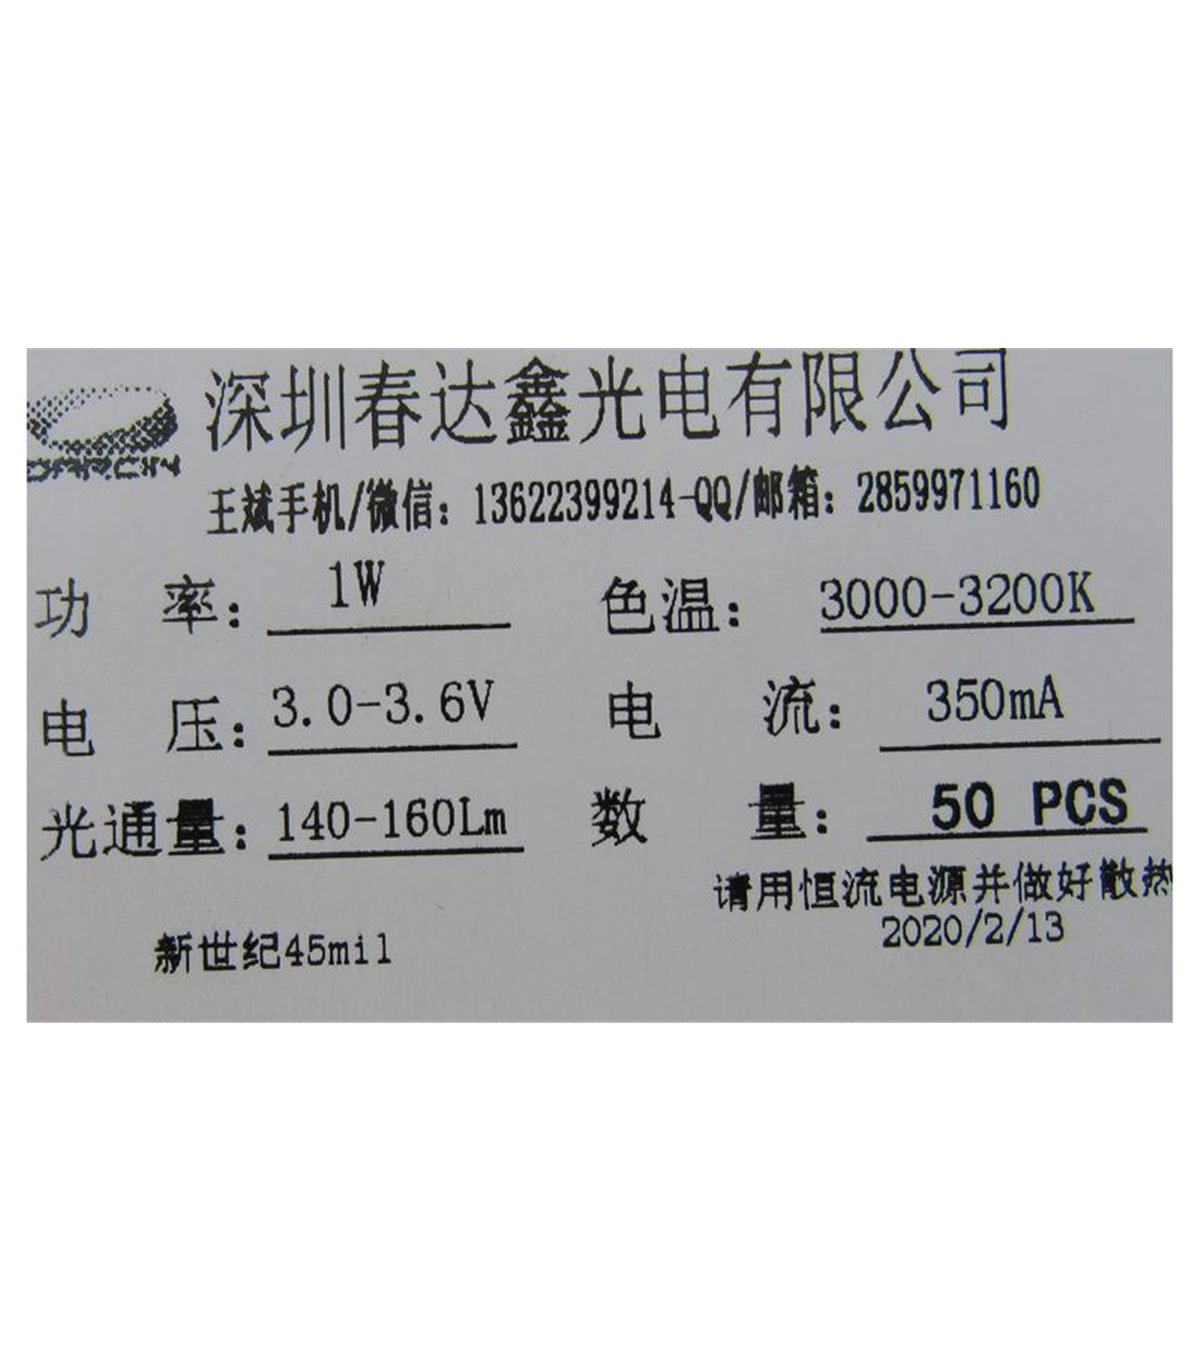 深圳春达鑫光电有限公司
王斌手机/微信：13622399214-QQ/邮箱：2859971160
功 率： 1W 色温： 3000-3200K
电 压： 3.0-3.6V 电 流： 350mA
光通量： 140-160Lm 数 量： 50 PCS
请用恒流电源并做好散热
2020/2/13
新世纪45mil